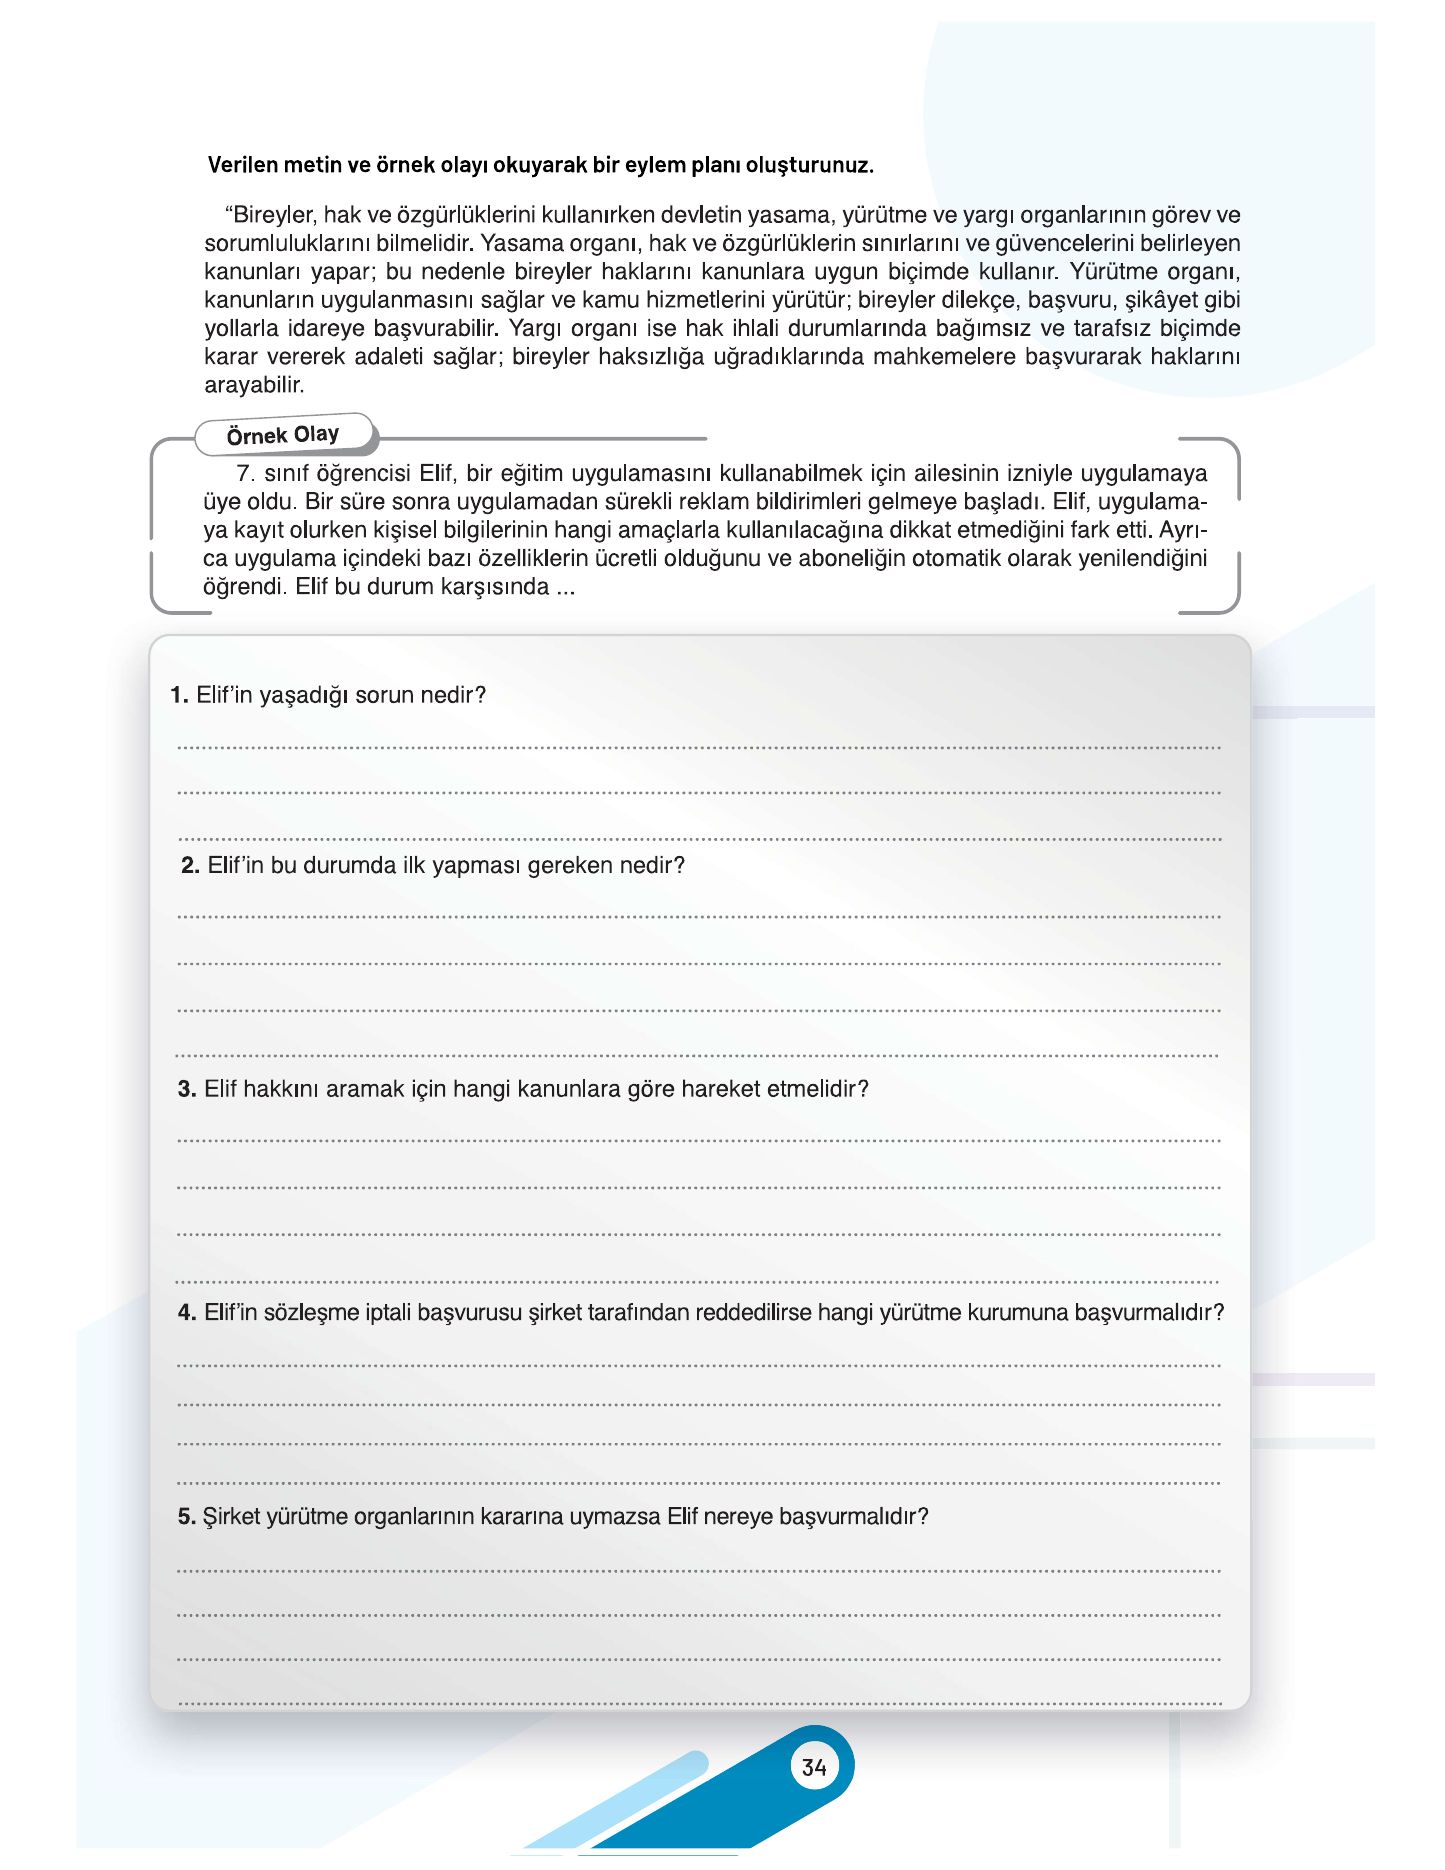 Verilen metin ve örnek olayı okuyarak bir eylem planı oluşturunuz.
“Bireyler, hak ve özgürlüklerini kullanırken devletin yasama, yürütme ve yargı organlarının görev ve
sorumluluklarını bilmelidir. Yasama organı, hak ve özgürlüklerin sınırlarını ve güvencelerini belirleyen
kanunları yapar; bu nedenle bireyler haklarını kanunlara uygun biçimde kullanır. Yürütme organı,
kanunların uygulanmasını sağlar ve kamu hizmetlerini yürütür; bireyler dilekçe, başvuru, şikâyet gibi
yollarla idareye başvurabilir. Yargı organı ise hak ihlali durumlarında bağımsız ve tarafsız biçimde
karar vererek adaleti sağlar; bireyler haksızlığa uğradıklarında mahkemelere başvurarak haklarını
arayabilir.
Örnek Olay
7. sınıf öğrencisi Elif, bir eğitim uygulamasını kullanabilmek için ailesinin izniyle uygulamaya
üye oldu. Bir süre sonra uygulamadan sürekli reklam bildirimleri gelmeye başladı. Elif, uygulama-
ya kayıt olurken kişisel bilgilerinin hangi amaçlarla kullanılacağına dikkat etmediğini fark etti. Ayrı-
ca uygulama içindeki bazı özelliklerin ücretli olduğunu ve aboneliğin otomatik olarak yenilendiğini
öğrendi. Elif bu durum karşısında ...
1. Elif’in yaşadığı sorun nedir?
2. Elif’in bu durumda ilk yapması gereken nedir?
3. Elif hakkını aramak için hangi kanunlara göre hareket etmelidir?
4. Elif’in sözleşme iptali başvurusu şirket tarafından reddedilirse hangi yürütme kurumuna başvurmalıdır?
5. Şirket yürütme organlarının kararına uymazsa Elif nereye başvurmalıdır?
34